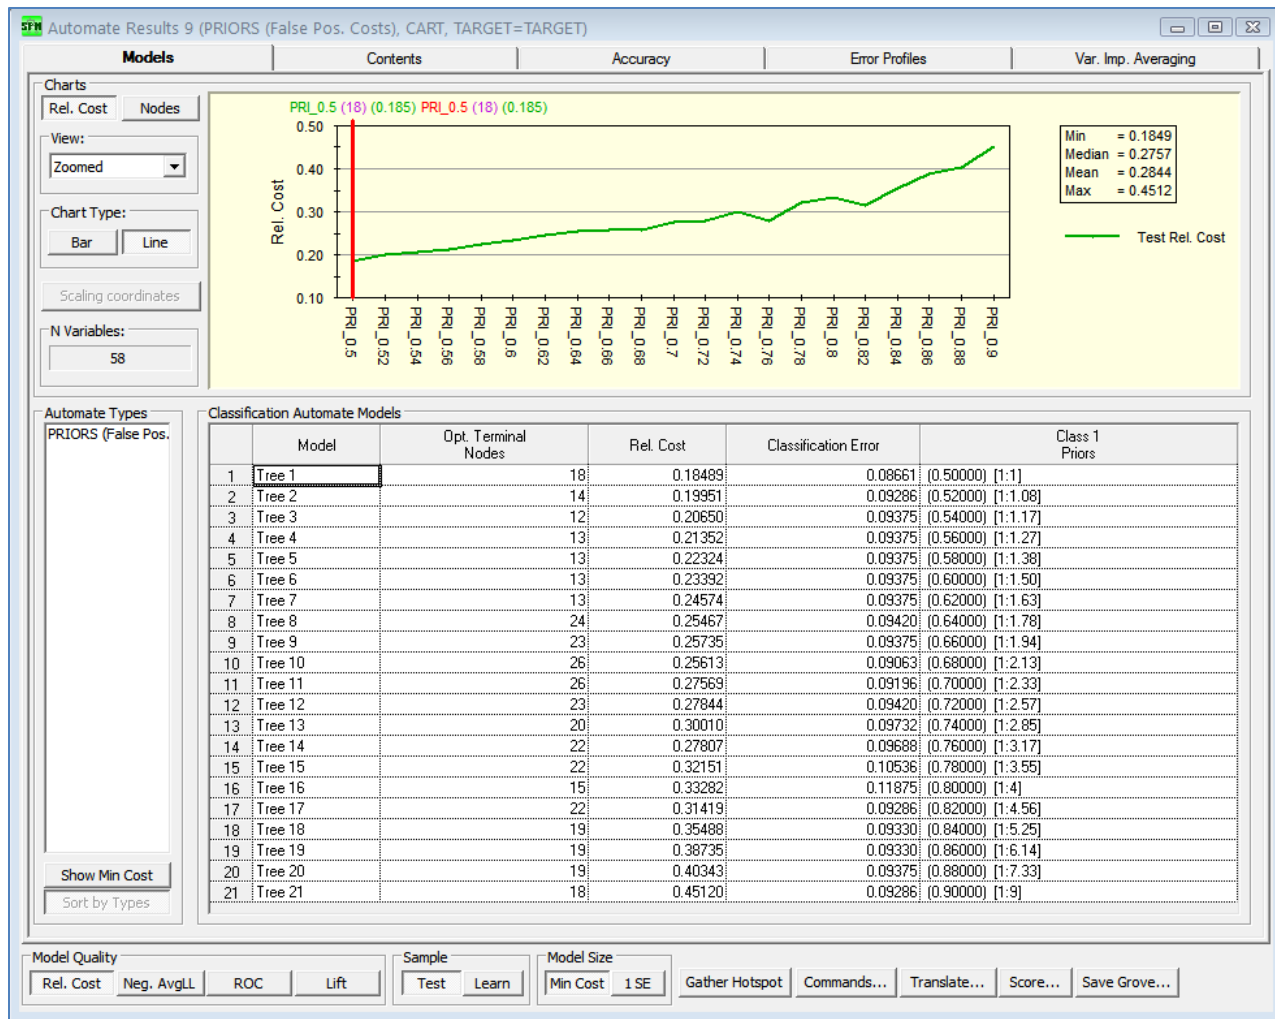 SPM Automate Results 9 (PRIORS (False Pos. Costs), CART, TARGET=TARGET)
Models Contents Accuracy Error Profiles Var. Imp. Averaging
Charts
Rel. Cost Nodes
View:
Zoomed
Chart Type:
Bar Line
Scaling coordinates
N Variables:
58
PRI_0.5 (18) (0.185) PRI_0.5 (18) (0.185)
Rel. Cost
0.50
0.40
0.30
0.20
0.10
PRI_0.5 PRI_0.52 PRI_0.54 PRI_0.56 PRI_0.58 PRI_0.6 PRI_0.62 PRI_0.64 PRI_0.66 PRI_0.68 PRI_0.7 PRI_0.72 PRI_0.74 PRI_0.76 PRI_0.78 PRI_0.8 PRI_0.82 PRI_0.84 PRI_0.86 PRI_0.88 PRI_0.9
Min = 0.1849
Median = 0.2757
Mean = 0.2844
Max = 0.4512
Test Rel. Cost
Automate Types
PRIORS (False Pos.
Show Min Cost
Sort by Types
Classification Automate Models
Model Opt. Terminal Nodes Rel. Cost Classification Error Class 1 Priors
1 Tree 1 18 0.18489 0.08661 (0.50000) [1:1]
2 Tree 2 14 0.19951 0.09286 (0.52000) [1:1.08]
3 Tree 3 12 0.20650 0.09375 (0.54000) [1:1.17]
4 Tree 4 13 0.21352 0.09375 (0.56000) [1:1.27]
5 Tree 5 13 0.22324 0.09375 (0.58000) [1:1.38]
6 Tree 6 13 0.23392 0.09375 (0.60000) [1:1.50]
7 Tree 7 13 0.24574 0.09375 (0.62000) [1:1.63]
8 Tree 8 24 0.25467 0.09420 (0.64000) [1:1.78]
9 Tree 9 23 0.25735 0.09375 (0.66000) [1:1.94]
10 Tree 10 26 0.25613 0.09063 (0.68000) [1:2.13]
11 Tree 11 26 0.27569 0.09196 (0.70000) [1:2.33]
12 Tree 12 23 0.27844 0.09420 (0.72000) [1:2.57]
13 Tree 13 20 0.30010 0.09732 (0.74000) [1:2.85]
14 Tree 14 22 0.27807 0.09688 (0.76000) [1:3.17]
15 Tree 15 22 0.32151 0.10536 (0.78000) [1:3.55]
16 Tree 16 15 0.33282 0.11875 (0.80000) [1:4]
17 Tree 17 22 0.31419 0.09286 (0.82000) [1:4.56]
18 Tree 18 19 0.35488 0.09330 (0.84000) [1:5.25]
19 Tree 19 19 0.38735 0.09330 (0.86000) [1:6.14]
20 Tree 20 19 0.40343 0.09375 (0.88000) [1:7.33]
21 Tree 21 18 0.45120 0.09286 (0.90000) [1:9]
Model Quality
Rel. Cost Neg. AvgLL ROC Lift
Sample
Test Learn
Model Size
Min Cost 1 SE
Gather Hotspot Commands... Translate... Score... Save Grove...